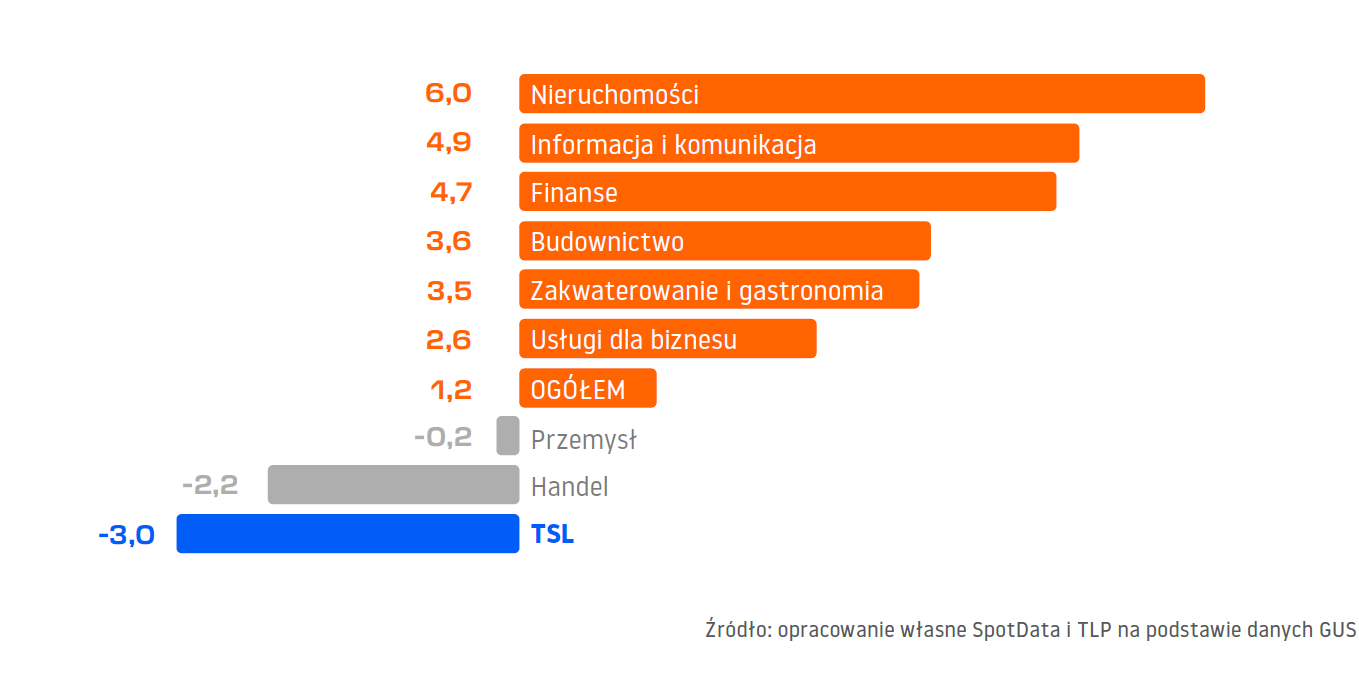 6,0 Nieruchomości
4,9 Informacja i komunikacja
4,7 Finanse
3,6 Budownictwo
3,5 Zakwaterowanie i gastronomia
2,6 Usługi dla biznesu
1,2 OGÓŁEM
-0,2 Przemysł
-2,2 Handel
-3,0 TSL
Źródło: opracowanie własne SpotData i TLP na podstawie danych GUS